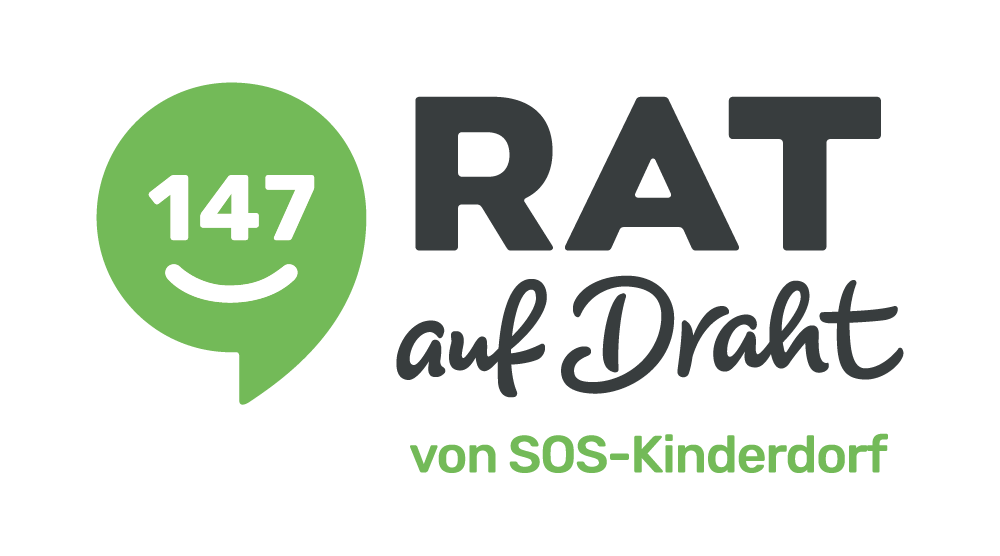 147
RAT
auf Draht
von SOS-Kinderdorf